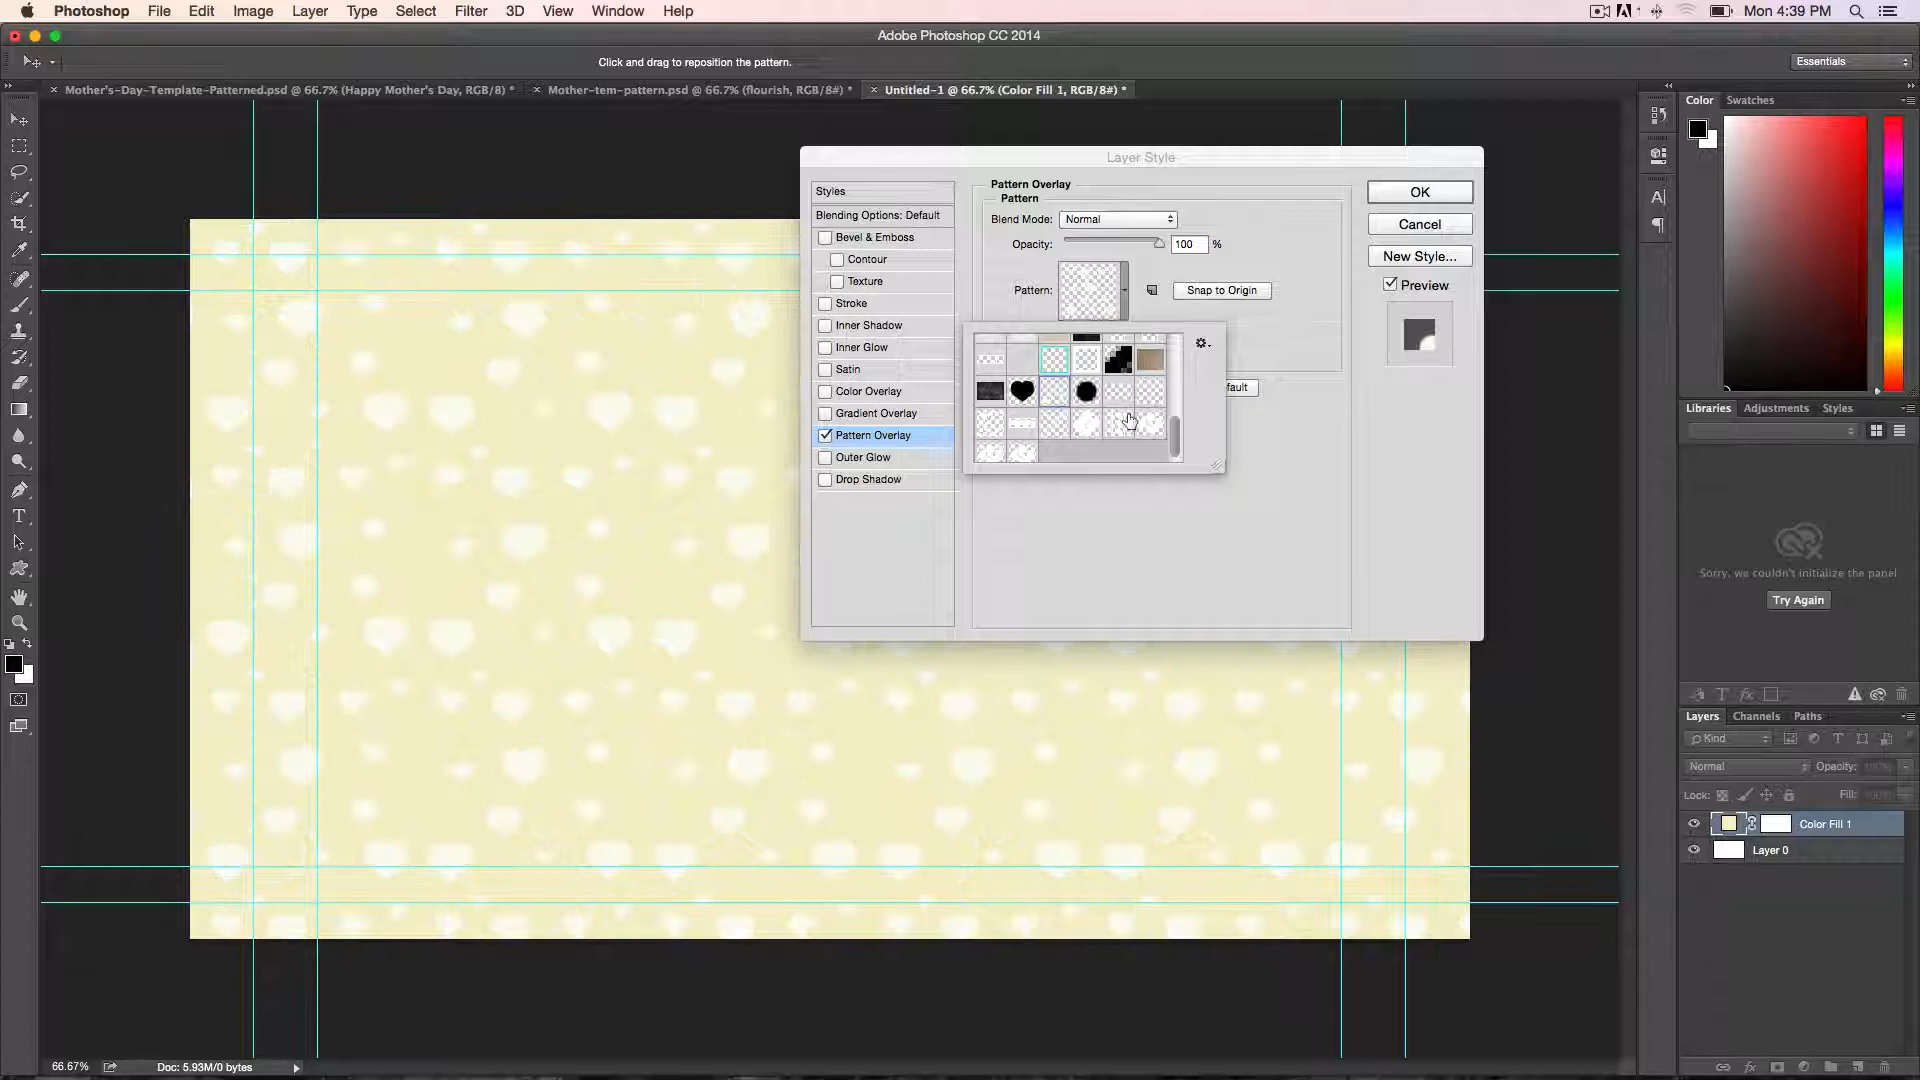 Photoshop File Edit Image Layer Type Select Filter 3D View Window Help
1 Mon 4:39 PM
Adobe Photoshop CC 2014
Click and drag to reposition the pattern.
Essentials
Mother's-Day-Template-Patterned.psd @ 66.7% (Happy Mother's Day, RGB/8) *
Mother-tem-pattern.psd @ 66.7% (flourish, RGB/8#) *
Untitled-1 @ 66.7% (Color Fill 1, RGB/8#) *
Color Swatches
Layer Style
Styles
Blending Options: Default
Bevel & Emboss
Contour
Texture
Stroke
Inner Shadow
Inner Glow
Satin
Color Overlay
Gradient Overlay
Pattern Overlay
Outer Glow
Drop Shadow
Pattern Overlay
Pattern
Blend Mode: Normal
Opacity: 100 %
Pattern: Snap to Origin
fault
OK
Cancel
New Style...
Preview
Libraries Adjustments Styles
Sorry, we couldn't initialize the panel
Try Again
Layers Channels Paths
Kind
Normal Opacity: 100%
Lock: Fill: 100%
Color Fill 1
Layer 0
66.67% Doc: 5.93M/0 bytes